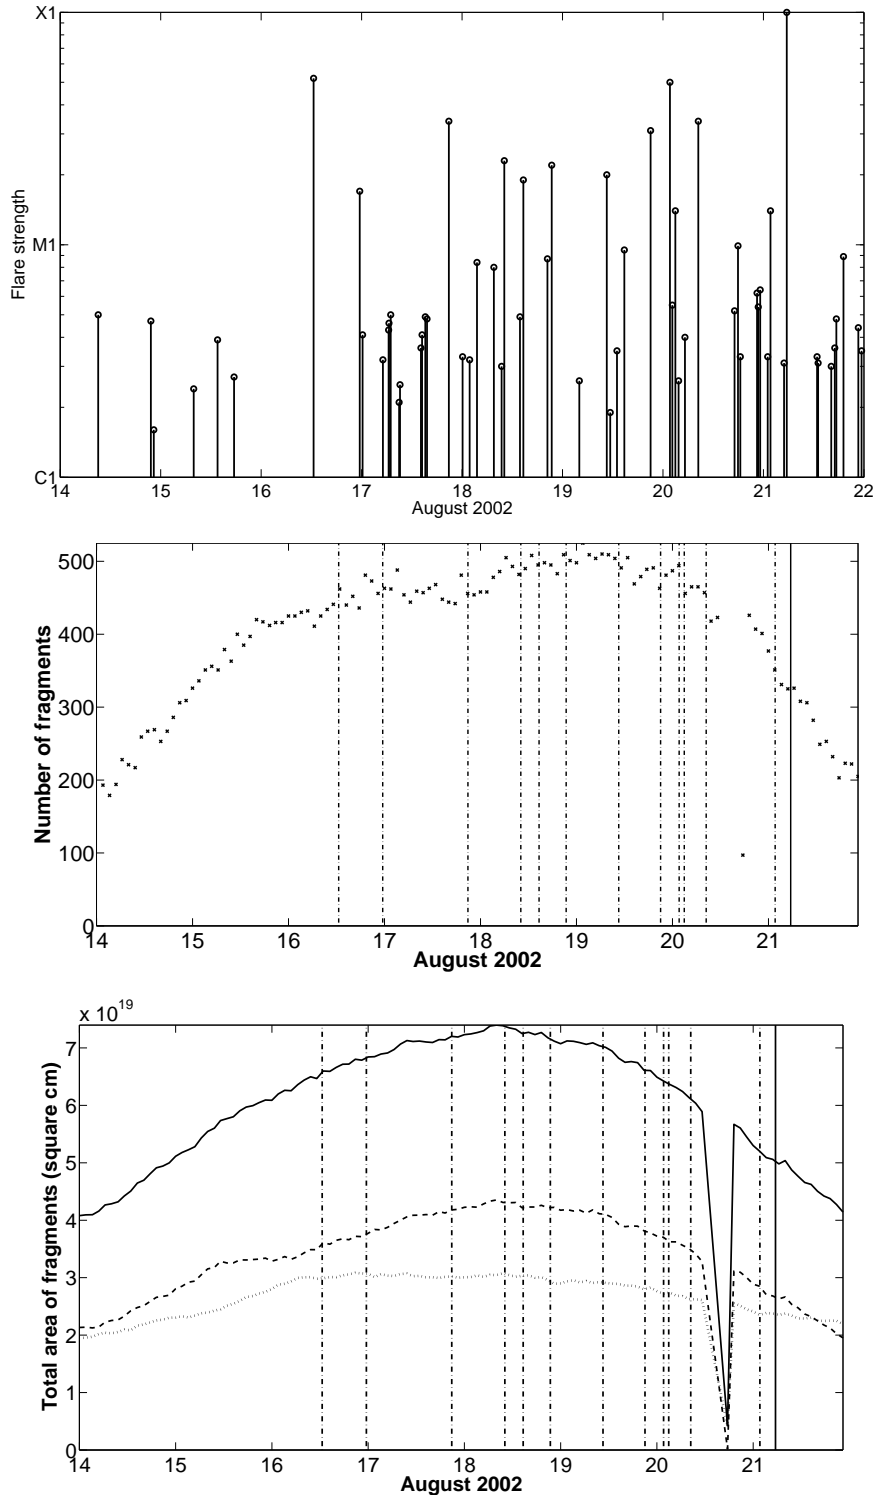 X1
M1
C1
Flare strength
14 15 16 17 18 19 20 21 22
August 2002
500
400
300
200
100
0
Number of fragments
14 15 16 17 18 19 20 21
August 2002
x 10^19
7
6
5
4
3
2
1
0
Total area of fragments (square cm)
14 15 16 17 18 19 20 21
August 2002